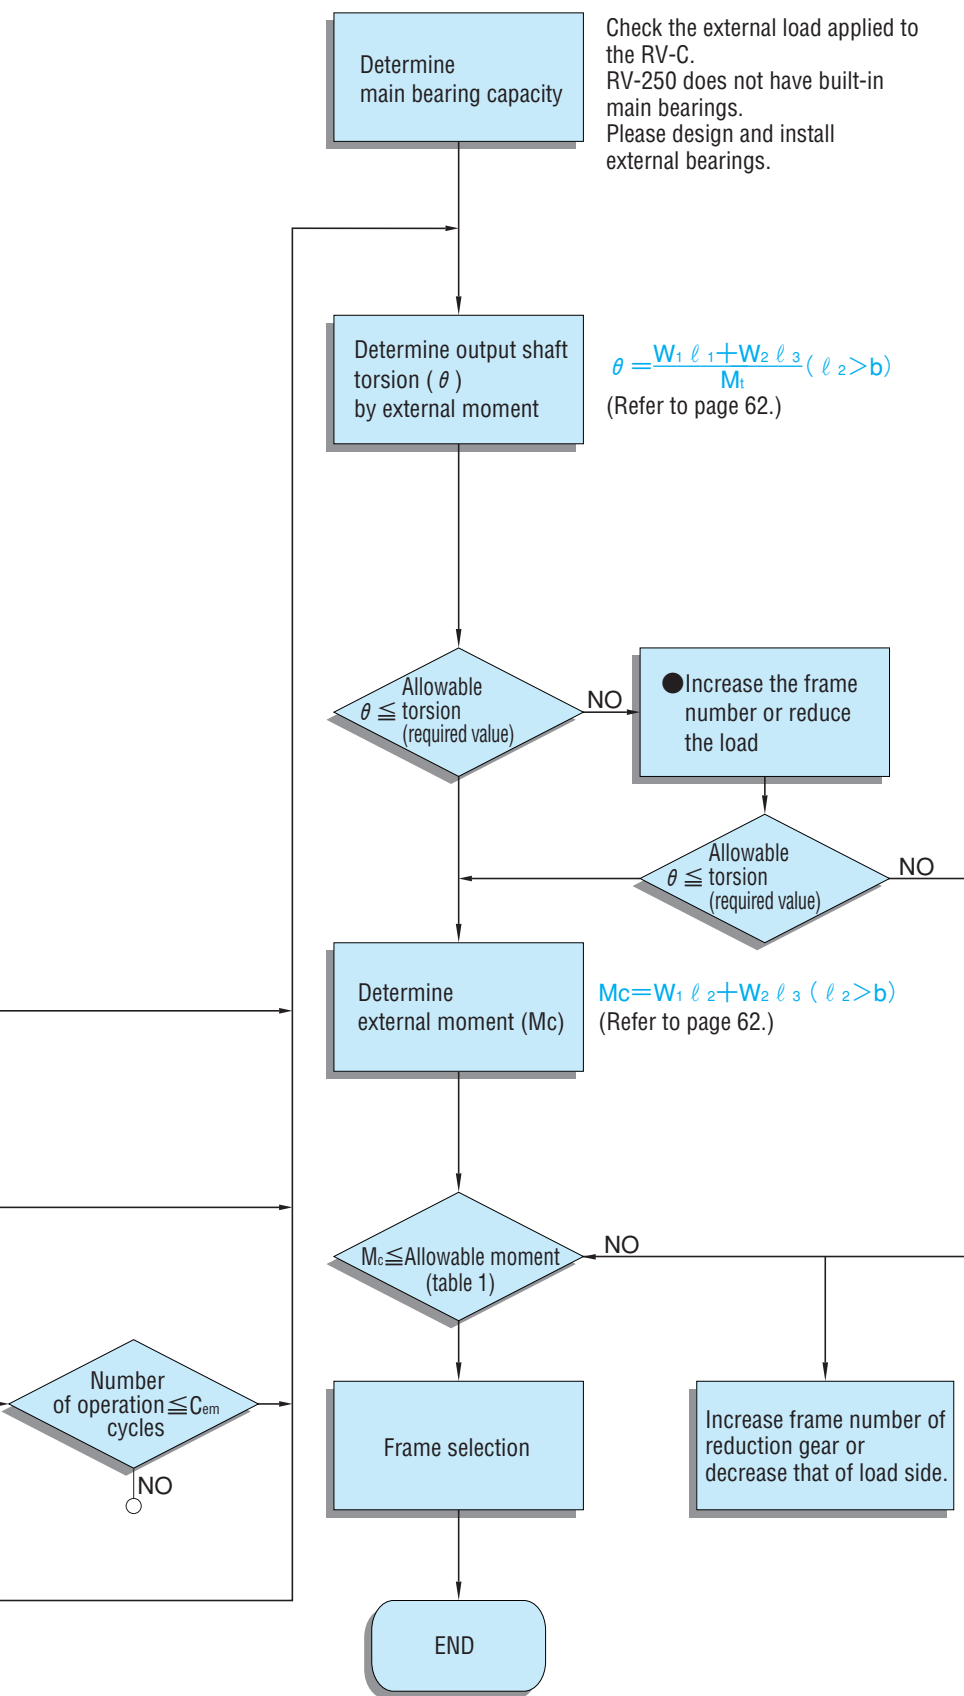 Determine
main bearing capacity
Check the external load applied to
the RV-C.
RV-250 does not have built-in
main bearings.
Please design and install
external bearings.
Determine output shaft
torsion ( θ )
by external moment
θ = W1 ℓ 1+W2 ℓ 3 / Mt ( ℓ 2>b)
(Refer to page 62.)
θ ≦ Allowable
torsion
(required value)
NO
●Increase the frame
number or reduce
the load
θ ≦ Allowable
torsion
(required value)
NO
Determine
external moment (Mc)
Mc=W1 ℓ 2+W2 ℓ 3 ( ℓ 2>b)
(Refer to page 62.)
Mc≦Allowable moment
(table 1)
NO
Number
of operation ≦Cem
cycles
NO
Frame selection
Increase frame number of
reduction gear or
decrease that of load side.
END